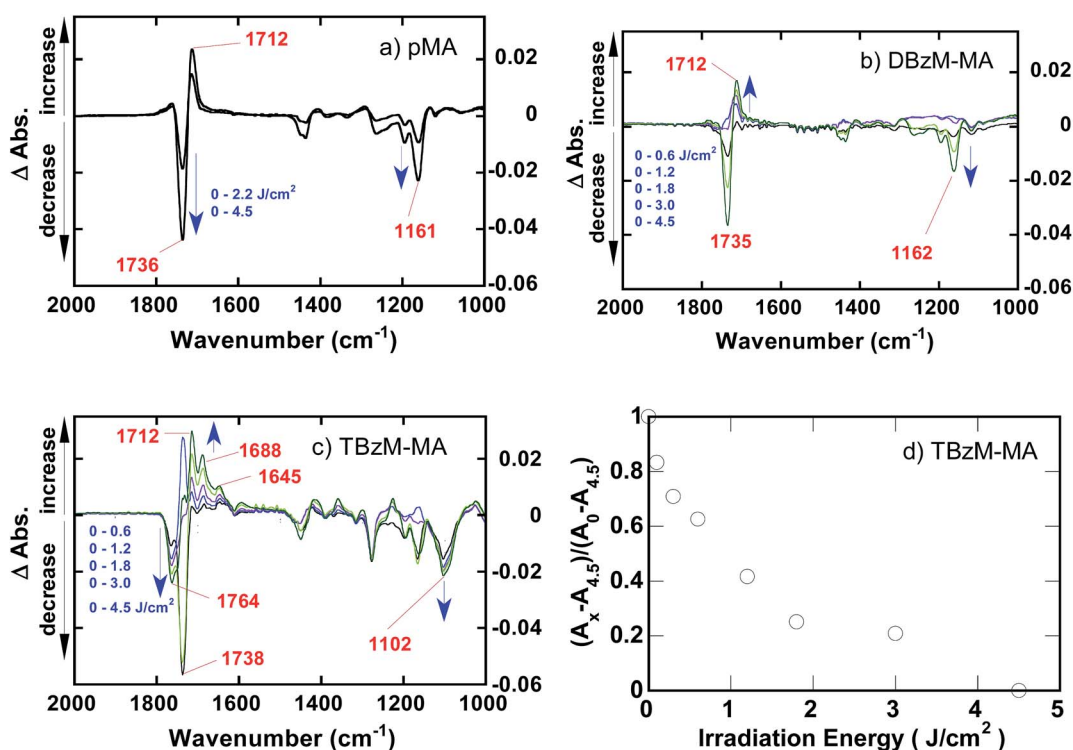 a) pMA
1712
increase
decrease
Δ Abs.
0.02
0
-0.02
-0.04
-0.06
0 - 2.2 J/cm²
0 - 4.5
1161
1736
2000 1800 1600 1400 1200 1000
Wavenumber (cm⁻¹)
b) DBzM-MA
1712
increase
decrease
Δ Abs.
0.02
0
-0.02
-0.04
-0.06
0 - 0.6 J/cm²
0 - 1.2
0 - 1.8
0 - 3.0
0 - 4.5
1735
1162
2000 1800 1600 1400 1200 1000
Wavenumber (cm⁻¹)
c) TBzM-MA
1712
1688
1645
increase
decrease
Δ Abs.
0.02
0
-0.02
-0.04
-0.06
0 - 0.6
0 - 1.2
0 - 1.8
0 - 3.0
0 - 4.5 J/cm²
1764
1102
1738
2000 1800 1600 1400 1200 1000
Wavenumber (cm⁻¹)
d) TBzM-MA
(Aₓ-A₄.₅)/(A₀-A₄.₅)
1
0.8
0.6
0.4
0.2
0
0 1 2 3 4 5
Irradiation Energy ( J/cm²)